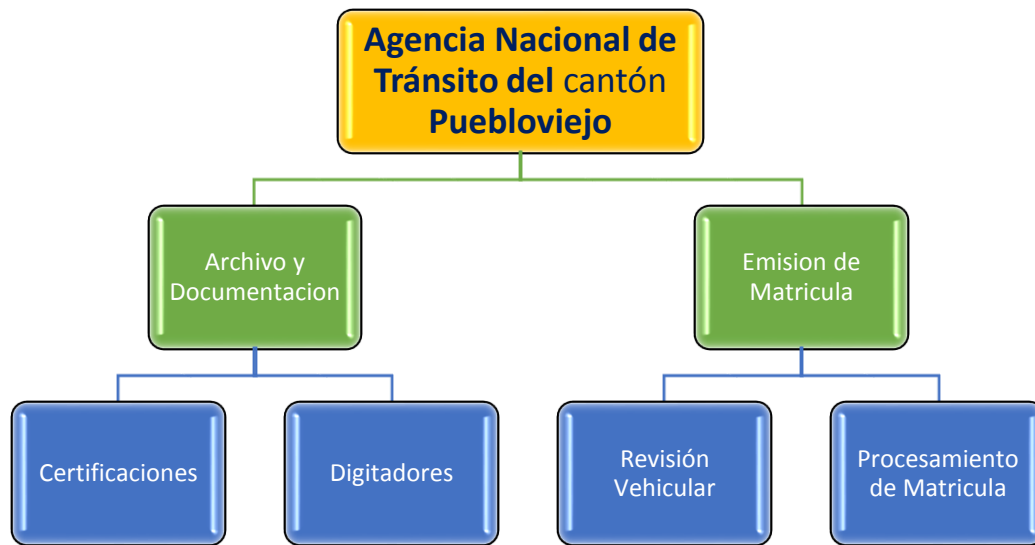 Agencia Nacional de
Tránsito del cantón
Puebloviejo
Archivo y
Documentacion
Emision de
Matricula
Certificaciones
Digitadores
Revisión
Vehicular
Procesamiento
de Matricula